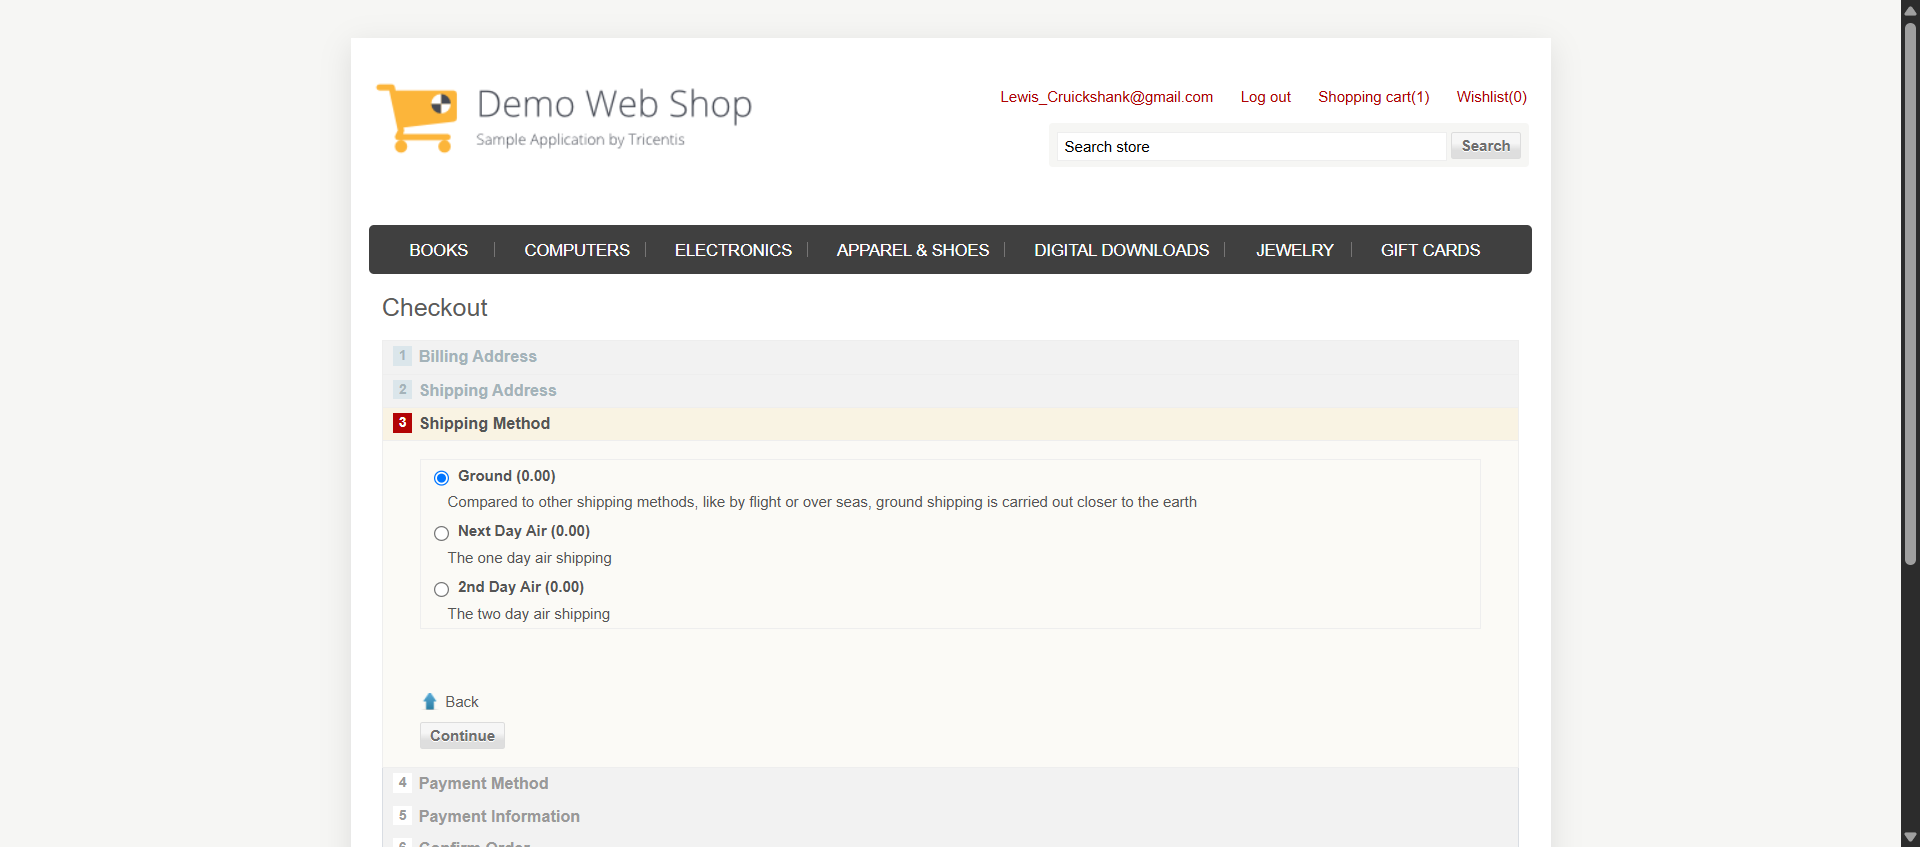 Demo Web Shop
Sample Application by Tricentis
Lewis_Cruickshank@gmail.com Log out Shopping cart(1) Wishlist(0)
Search store Search
BOOKS COMPUTERS ELECTRONICS APPAREL & SHOES DIGITAL DOWNLOADS JEWELRY GIFT CARDS
Checkout
1 Billing Address
2 Shipping Address
3 Shipping Method
Ground (0.00)
Compared to other shipping methods, like by flight or over seas, ground shipping is carried out closer to the earth
Next Day Air (0.00)
The one day air shipping
2nd Day Air (0.00)
The two day air shipping
Back
Continue
4 Payment Method
5 Payment Information
6 Confirm Order